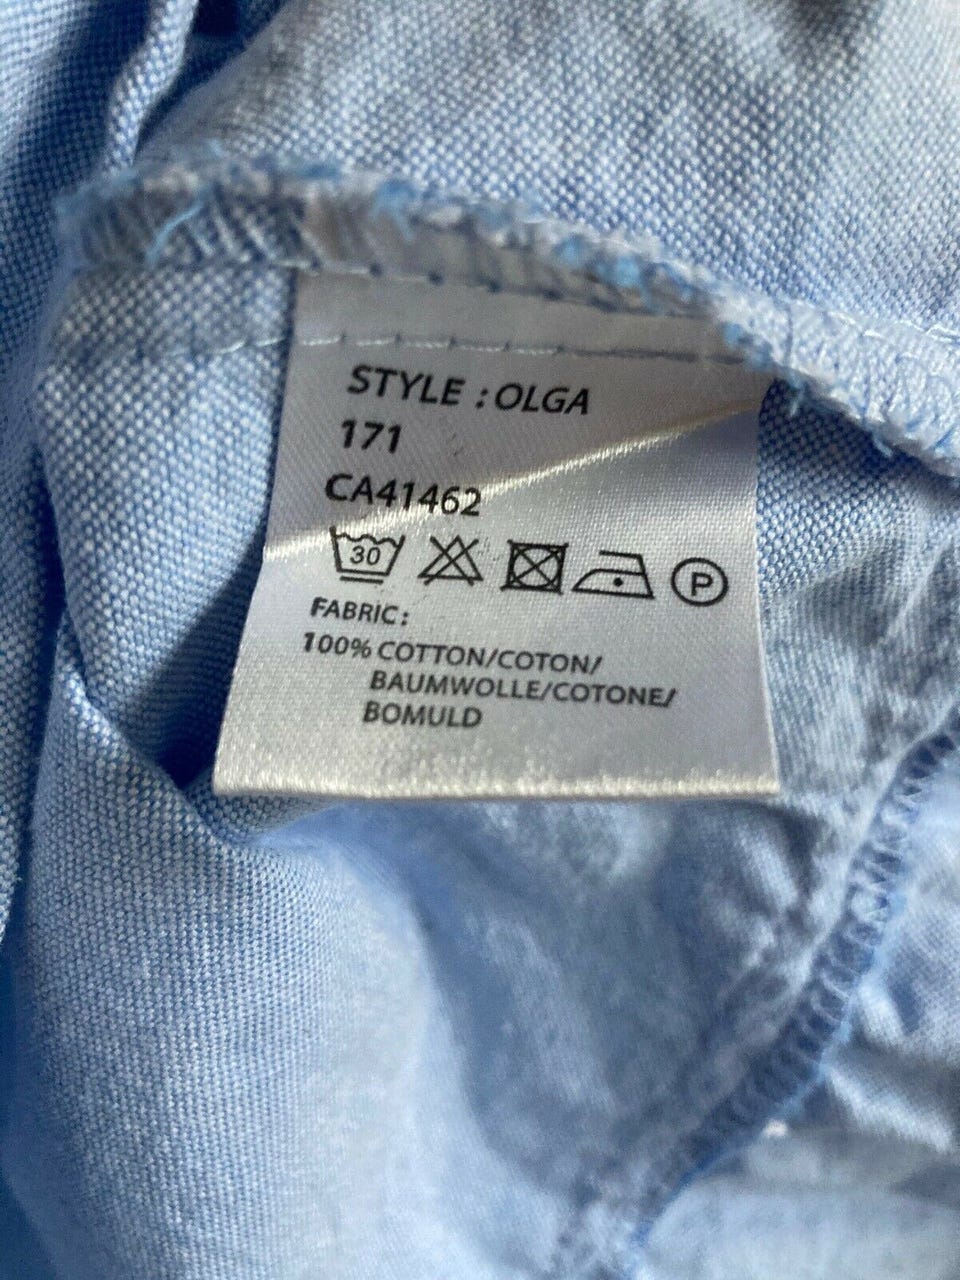 STYLE : OLGA
171
CA41462
30 P
FABRIC:
100% COTTON/COTON/
BAUMWOLLE/COTONE/
BOMULD